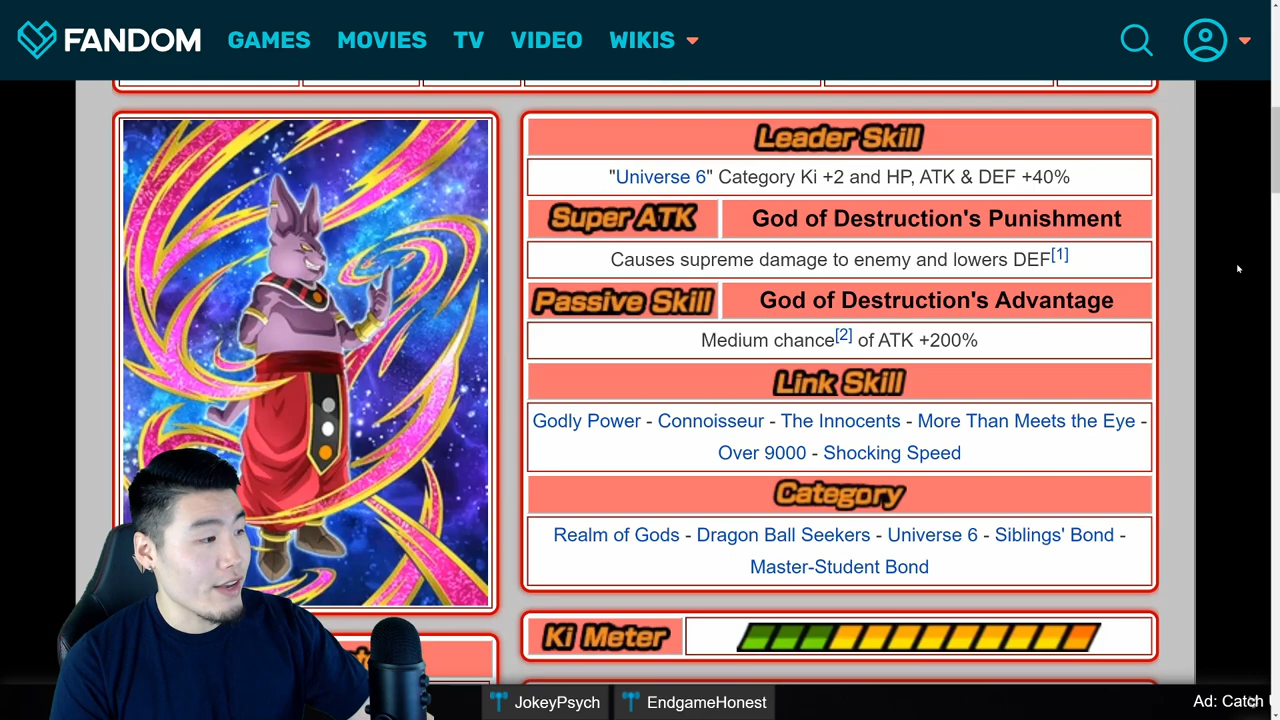 FANDOM GAMES MOVIES TV VIDEO WIKIS
Leader Skill
"Universe 6" Category Ki +2 and HP, ATK & DEF +40%
Super ATK God of Destruction's Punishment
Causes supreme damage to enemy and lowers DEF[1]
Passive Skill God of Destruction's Advantage
Medium chance[2] of ATK +200%
Link Skill
Godly Power - Connoisseur - The Innocents - More Than Meets the Eye -
Over 9000 - Shocking Speed
Category
Realm of Gods - Dragon Ball Seekers - Universe 6 - Siblings' Bond -
Master-Student Bond
Ki Meter
JokeyPsych EndgameHonest Ad: Catch